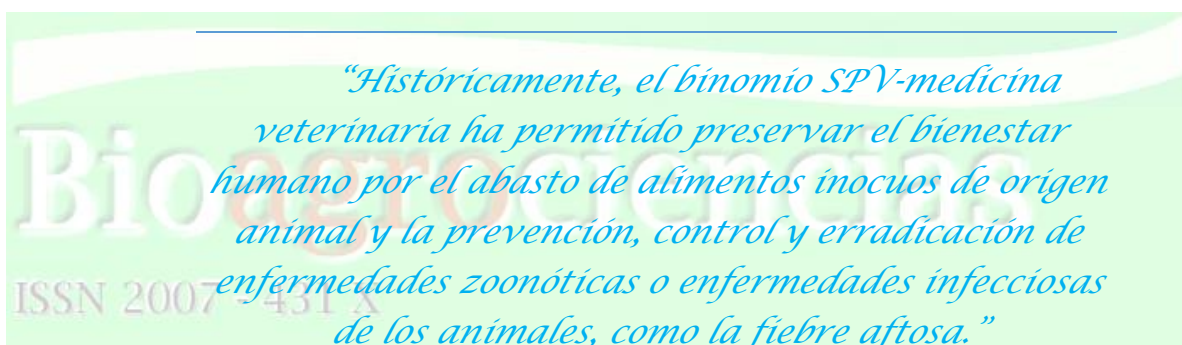 “Históricamente, el binomio SPV-medicina
veterinaria ha permitido preservar el bienestar
Bioagrociencias
humano por el abasto de alimentos inocuos de origen
animal y la prevención, control y erradicación de
enfermedades zoonóticas o enfermedades infecciosas
ISSN 2007 - 431 X
de los animales, como la fiebre aftosa.”